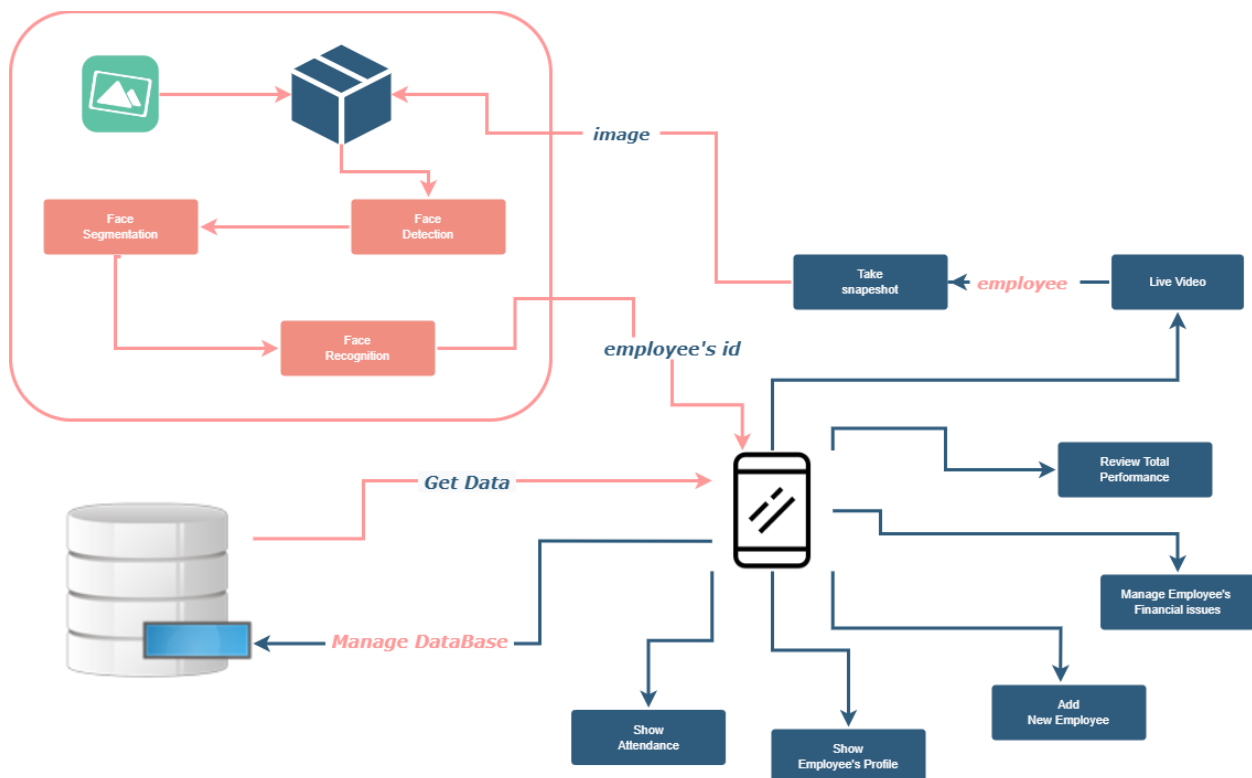 image
Face
Segmentation
Face
Detection
Take
snapeshot
employee
Live Video
Face
Recognition
employee's id
Review Total
Performance
Get Data
Manage Employee's
Financial issues
Manage DataBase
Add
New Employee
Show
Attendance
Show
Employee's Profile